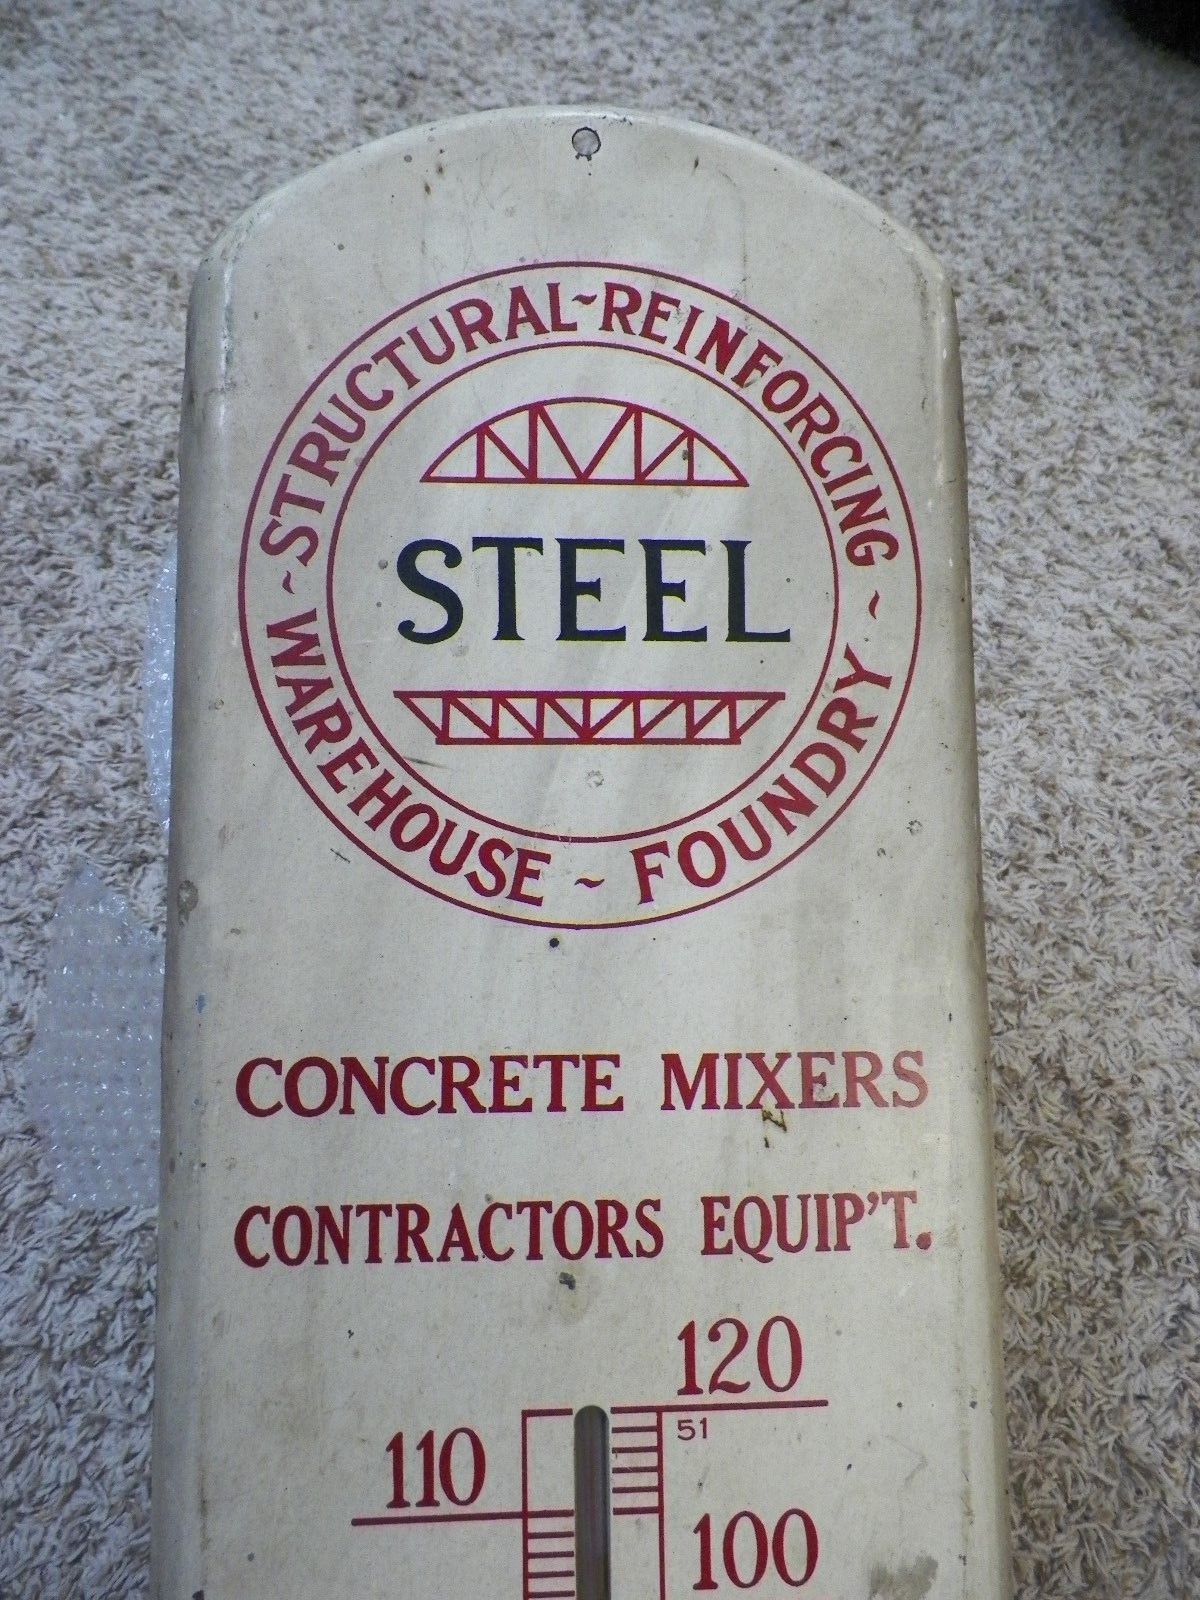 STRUCTURAL~REINFORCING ~
STEEL
~ WAREHOUSE ~ FOUNDRY
CONCRETE MIXERS
CONTRACTORS EQUIP'T.
120
51
110
100